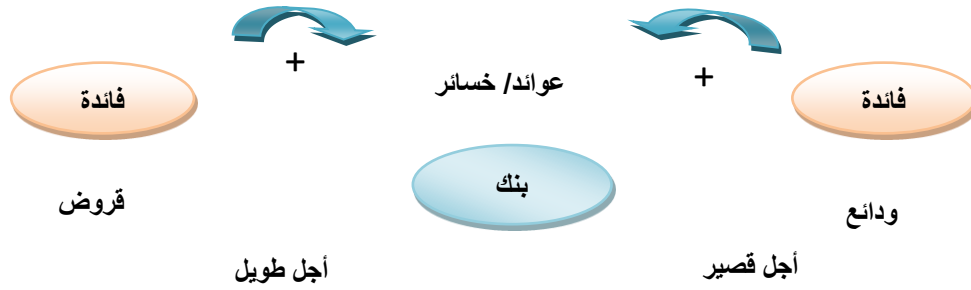 +
+
فائدة
عوائد/ خسائر
فائدة
بنك
ودائع
قروض
أجل قصير
أجل طويل